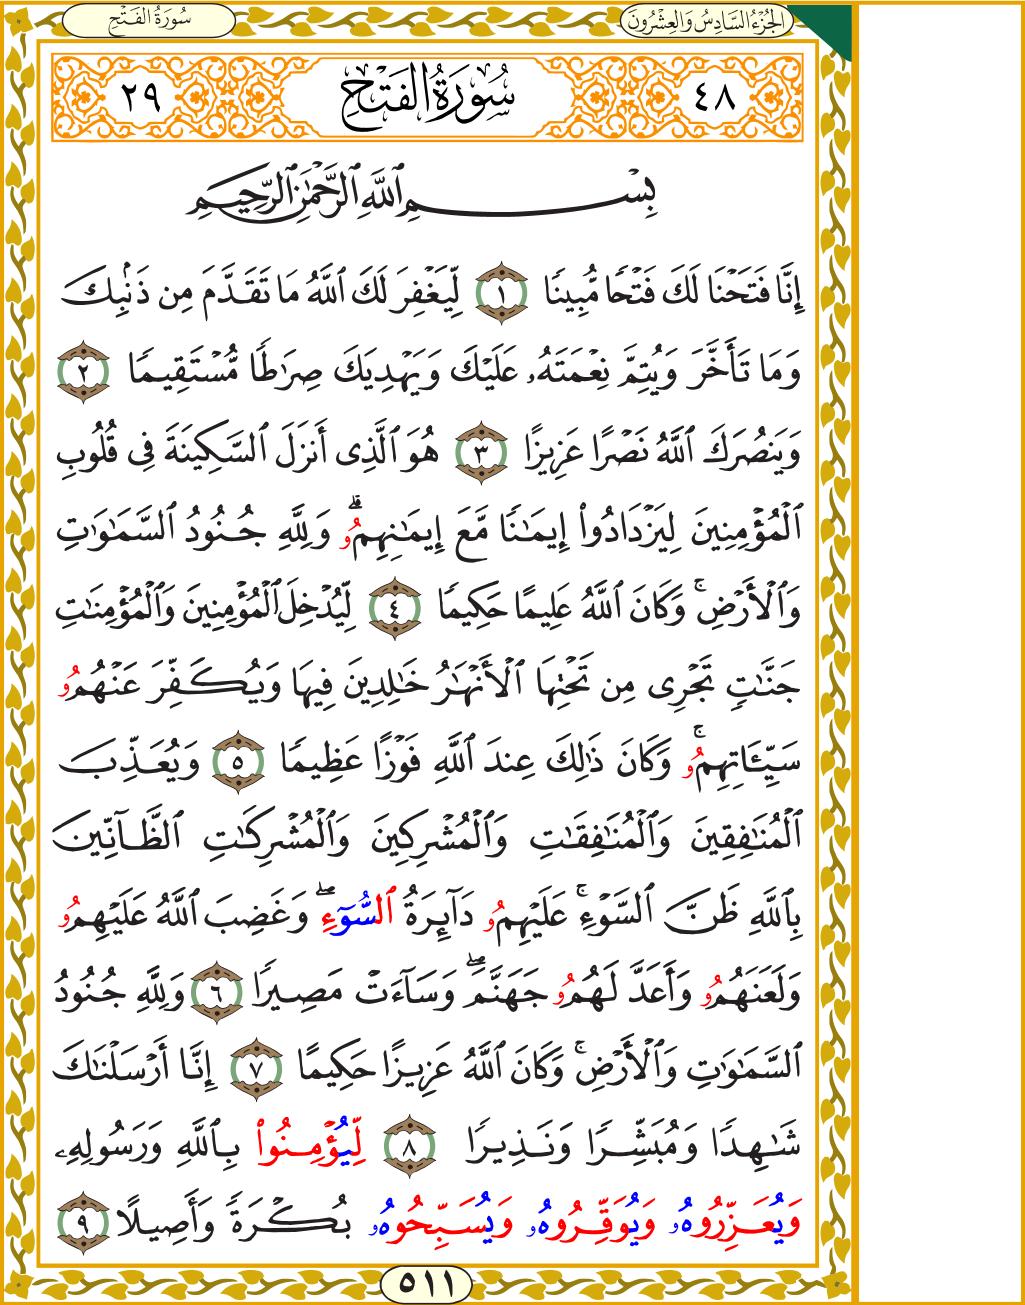 سُورَةُ الفَتْحِ
الجُزْءُ السَّادِسُ وَالعِشْرُونَ
٤٨ سُورَةُ الفَتْحِ ٢٩
بِسْمِ ٱللَّهِ ٱلرَّحْمَٰنِ ٱلرَّحِيمِ
إِنَّا فَتَحْنَا لَكَ فَتْحًا مُّبِينًا ١ لِّيَغْفِرَ لَكَ ٱللَّهُ مَا تَقَدَّمَ مِن ذَنۢبِكَ
وَمَا تَأَخَّرَ وَيُتِمَّ نِعْمَتَهُۥ عَلَيْكَ وَيَهْدِيَكَ صِرَٰطًا مُّسْتَقِيمًا ٢
وَيَنصُرَكَ ٱللَّهُ نَصْرًا عَزِيزًا ٣ هُوَ ٱلَّذِى أَنزَلَ ٱلسَّكِينَةَ فِى قُلُوبِ
ٱلْمُؤْمِنِينَ لِيَزْدَادُوا۟ إِيمَٰنًا مَّعَ إِيمَٰنِهِمُۥ ۗ وَلِلَّهِ جُنُودُ ٱلسَّمَٰوَٰتِ
وَٱلْأَرْضِ ۚ وَكَانَ ٱللَّهُ عَلِيمًا حَكِيمًا ٤ لِّيُدْخِلَ ٱلْمُؤْمِنِينَ وَٱلْمُؤْمِنَٰتِ
جَنَّٰتٍ تَجْرِى مِن تَحْتِهَا ٱلْأَنْهَٰرُ خَٰلِدِينَ فِيهَا وَيُكَفِّرَ عَنْهُمُۥ
سَيِّـَٔاتِهِمُۥ ۚ وَكَانَ ذَٰلِكَ عِندَ ٱللَّهِ فَوْزًا عَظِيمًا ٥ وَيُعَذِّبَ
ٱلْمُنَٰفِقِينَ وَٱلْمُنَٰفِقَٰتِ وَٱلْمُشْرِكِينَ وَٱلْمُشْرِكَٰتِ ٱلظَّآنِّينَ
بِٱللَّهِ ظَنَّ ٱلسَّوْءِ ۚ عَلَيْهِمُۥ دَآئِرَةُ ٱلسُّوٓءِ ۖ وَغَضِبَ ٱللَّهُ عَلَيْهِمُۥ
وَلَعَنَهُمُۥ وَأَعَدَّ لَهُمُۥ جَهَنَّمَ ۖ وَسَآءَتْ مَصِيرًا ٦ وَلِلَّهِ جُنُودُ
ٱلسَّمَٰوَٰتِ وَٱلْأَرْضِ ۚ وَكَانَ ٱللَّهُ عَزِيزًا حَكِيمًا ٧ إِنَّا أَرْسَلْنَٰكَ
شَٰهِدًا وَمُبَشِّرًا وَنَذِيرًا ٨ لِّيُؤْمِنُوا۟ بِٱللَّهِ وَرَسُولِهِۦ
وَيُعَزِّرُوهُۥ وَيُوَقِّرُوهُۥ وَيُسَبِّحُوهُۥ بُكْرَةً وَأَصِيلًا ٩
٥١١